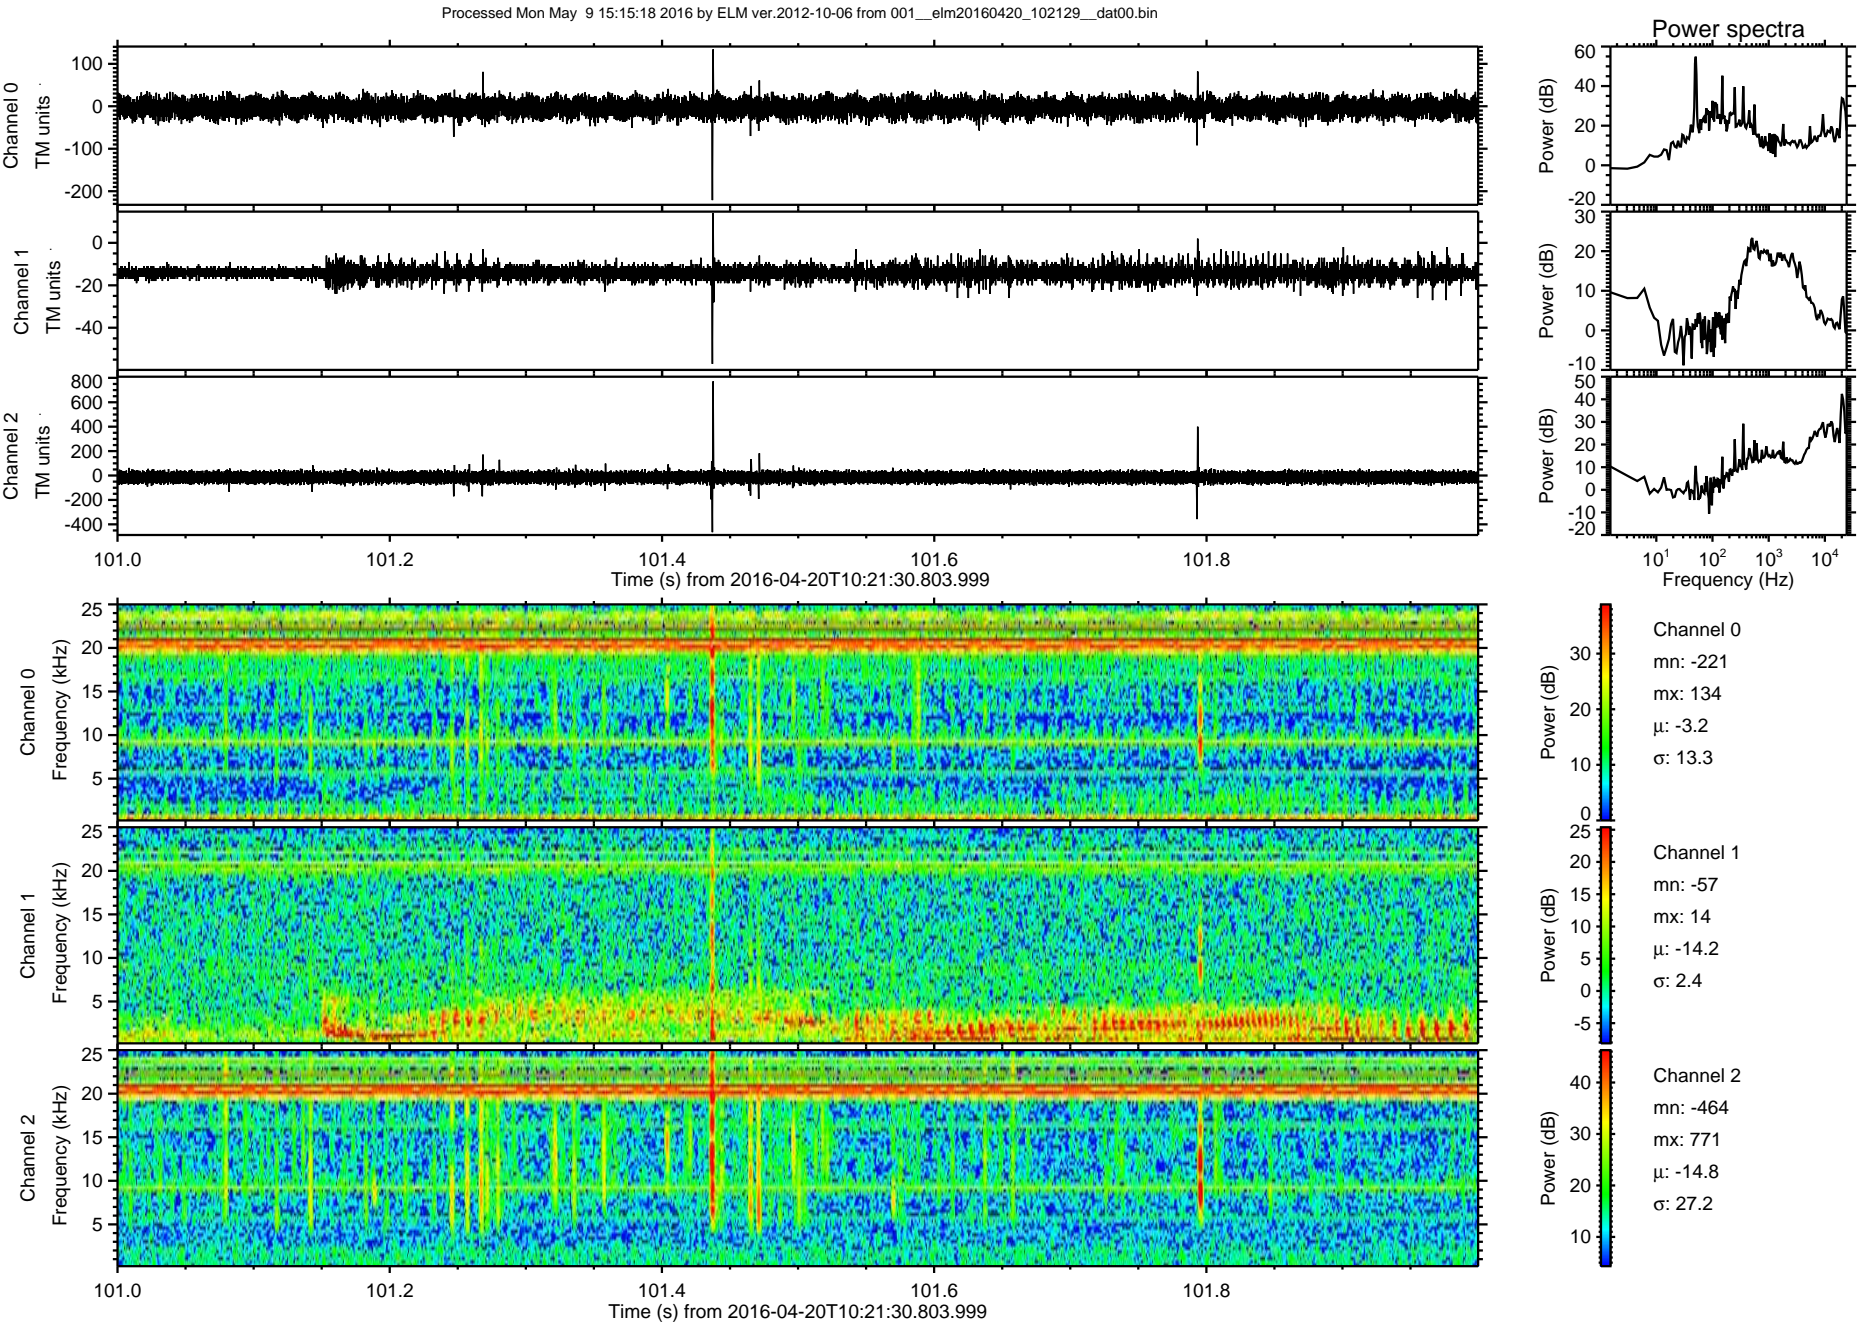 Processed Mon May  9 15:15:18 2016 by ELM ver.2012-10-06 from 001__elm20160420_102129__dat00.bin
Power spectra
Channel 0
TM units
100
0
-100
-200
Power (dB)
60
40
20
0
-20
Channel 1
TM units
0
-20
-40
Power (dB)
30
20
10
0
-10
Channel 2
TM units
800
600
400
200
0
-200
-400
Power (dB)
50
40
30
20
10
0
-10
-20
101.0 101.2 101.4 101.6 101.8
Time (s) from 2016-04-20T10:21:30.803.999
10¹ 10² 10³ 10⁴
Frequency (Hz)
Channel 0
Frequency (kHz)
25
20
15
10
5
Power (dB)
30
20
10
0
Channel 0
mn: -221
mx: 134
μ: -3.2
σ: 13.3
Channel 1
Frequency (kHz)
25
20
15
10
5
Power (dB)
25
20
15
10
5
0
-5
Channel 1
mn: -57
mx: 14
μ: -14.2
σ: 2.4
Channel 2
Frequency (kHz)
25
20
15
10
5
Power (dB)
40
30
20
10
Channel 2
mn: -464
mx: 771
μ: -14.8
σ: 27.2
101.0 101.2 101.4 101.6 101.8
Time (s) from 2016-04-20T10:21:30.803.999